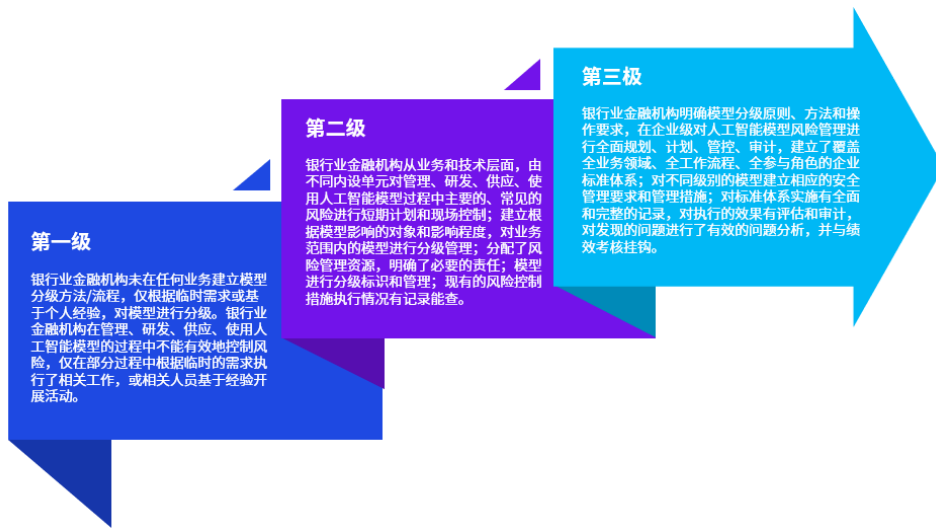 第一级
银行业金融机构未在任何业务建立模型
分级方法/流程，仅根据临时需求或基
于个人经验，对模型进行分级。银行业
金融机构在管理、研发、供应、使用人
工智能模型的过程中不能有效地控制风
险，仅在部分过程中根据临时的需求执
行了相关工作，或相关人员基于经验开
展活动。
第二级
银行业金融机构从业务和技术层面，由
不同内设单元对管理、研发、供应、使
用人工智能模型过程中主要的、常见的
风险进行短期计划和现场控制；建立根
据模型影响的对象和影响程度，对业务
范围内的模型进行分级管理；分配了风
险管理资源，明确了必要的责任；模型
进行分级标识和管理；现有的风险控制
措施执行情况有记录能查。
第三极
银行业金融机构明确模型分级原则、方法和操
作要求，在企业级对人工智能模型风险管理进
行全面规划、计划、管控、审计，建立了覆盖
全业务领域、全工作流程、全参与角色的企业
标准体系；对不同级别的模型建立相应的安全
管理要求和管理措施；对标准体系实施有全面
和完整的记录，对执行的效果有评估和审计，
对发现的问题进行了有效的问题分析，并与绩
效考核挂钩。